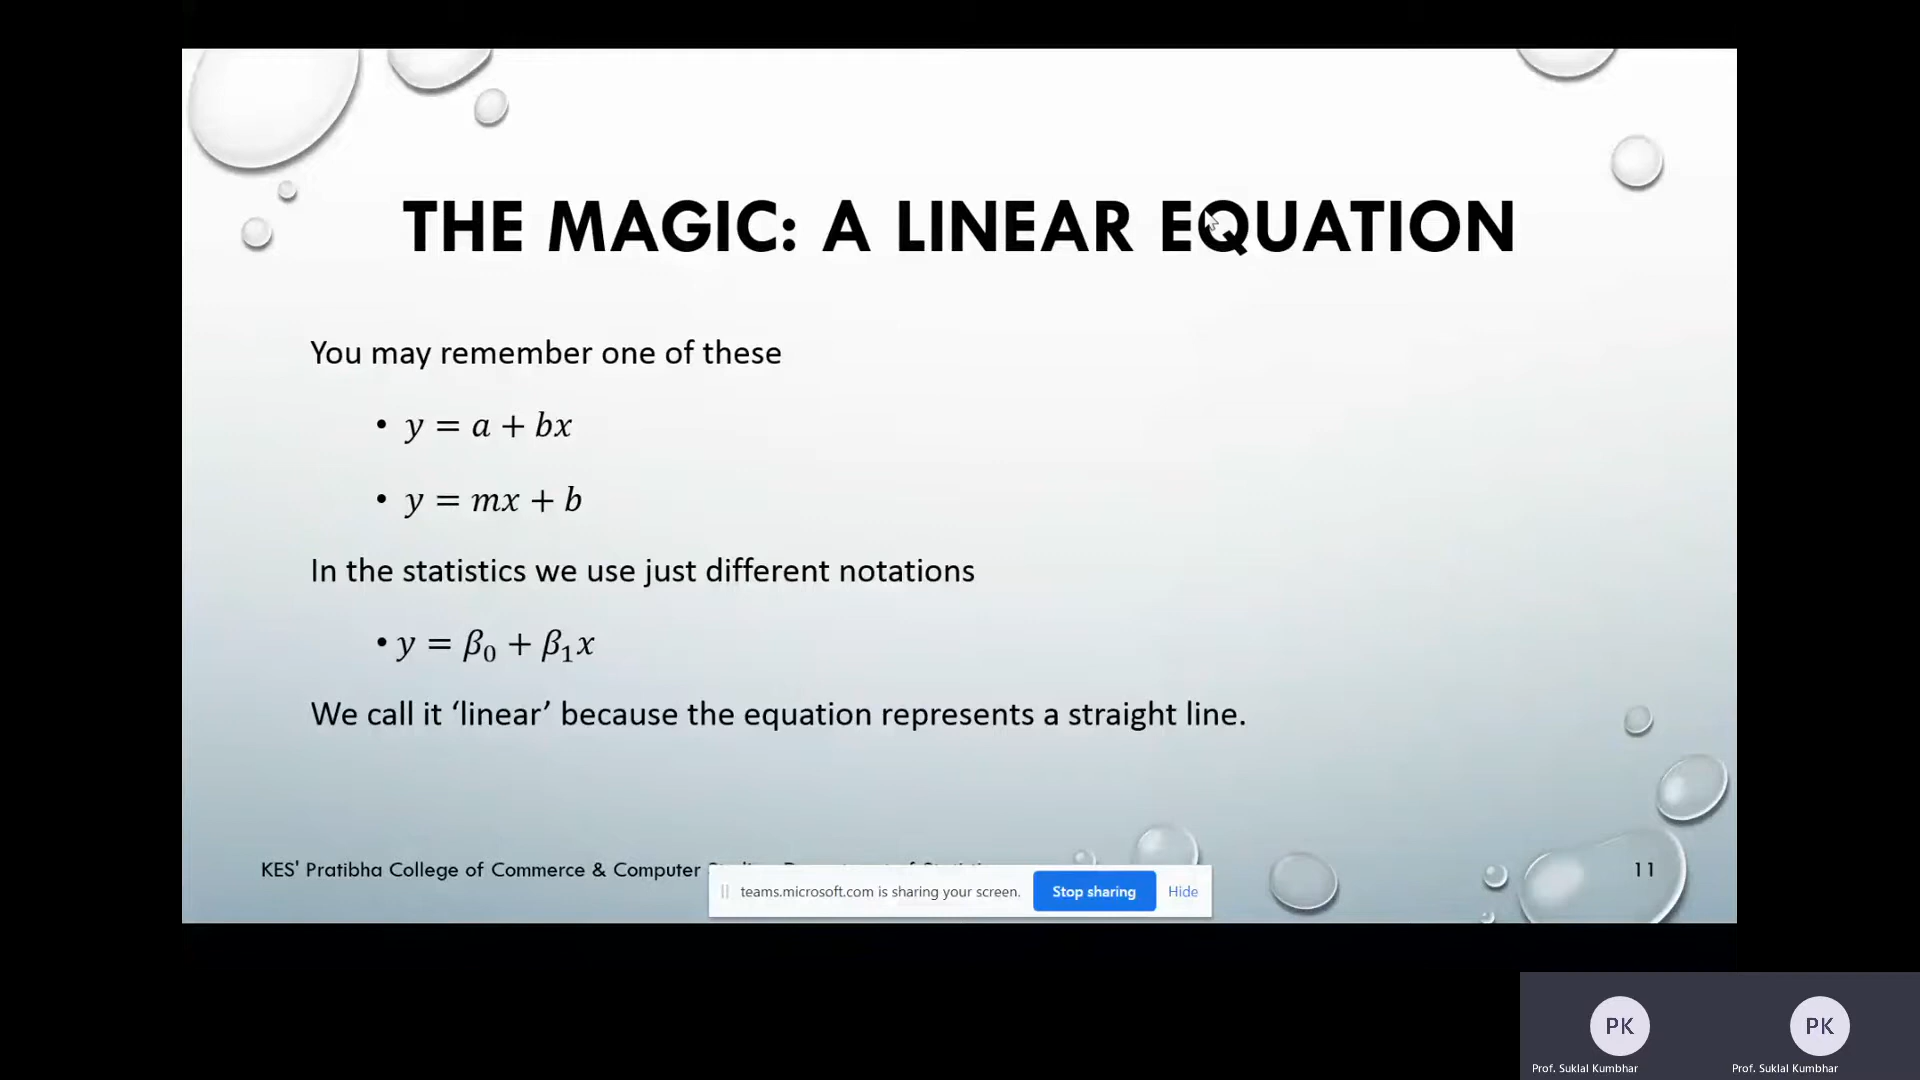 THE MAGIC: A LINEAR EQUATION
You may remember one of these
• y = a + bx
• y = mx + b
In the statistics we use just different notations
• y = β₀ + β₁x
We call it ‘linear’ because the equation represents a straight line.
KES' Pratibha College of Commerce & Computer
11
teams.microsoft.com is sharing your screen. Stop sharing Hide
PK PK
Prof. Suklal Kumbhar Prof. Suklal Kumbhar